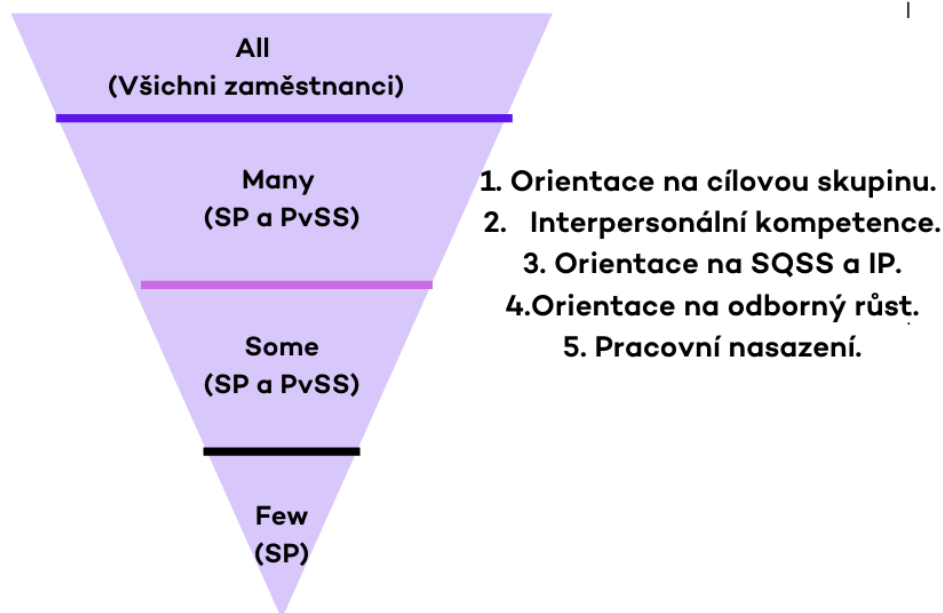 All
(Všichni zaměstnanci)
Many
(SP a PvSS)
Some
(SP a PvSS)
Few
(SP)
1. Orientace na cílovou skupinu.
2. Interpersonální kompetence.
3. Orientace na SQSS a IP.
4.Orientace na odborný růst.
5. Pracovní nasazení.